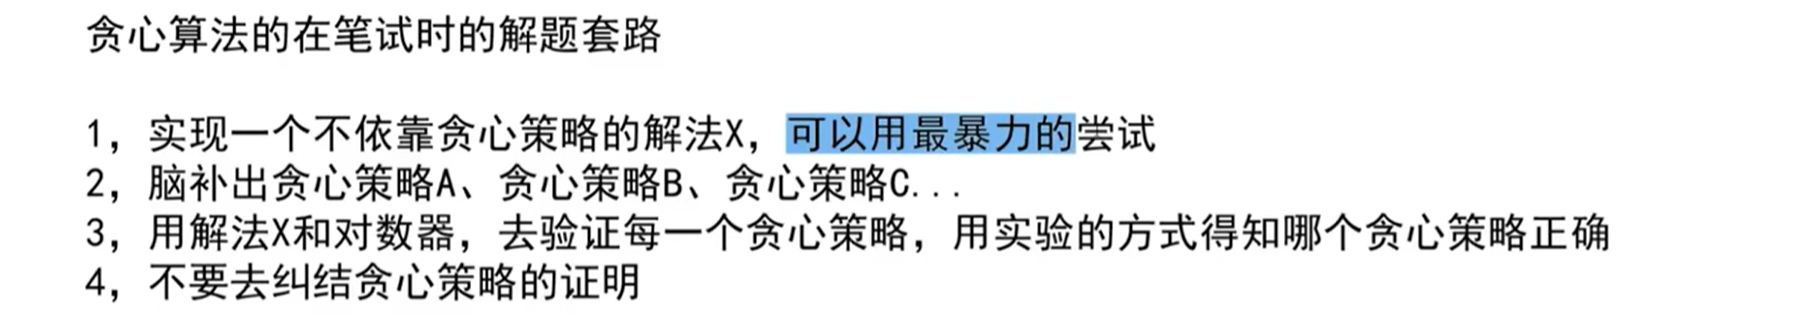 贪心算法的在笔试时的解题套路
1，实现一个不依靠贪心策略的解法X，可以用最暴力的尝试
2，脑补出贪心策略A、贪心策略B、贪心策略C...
3，用解法X和对数器，去验证每一个贪心策略，用实验的方式得知哪个贪心策略正确
4，不要去纠结贪心策略的证明